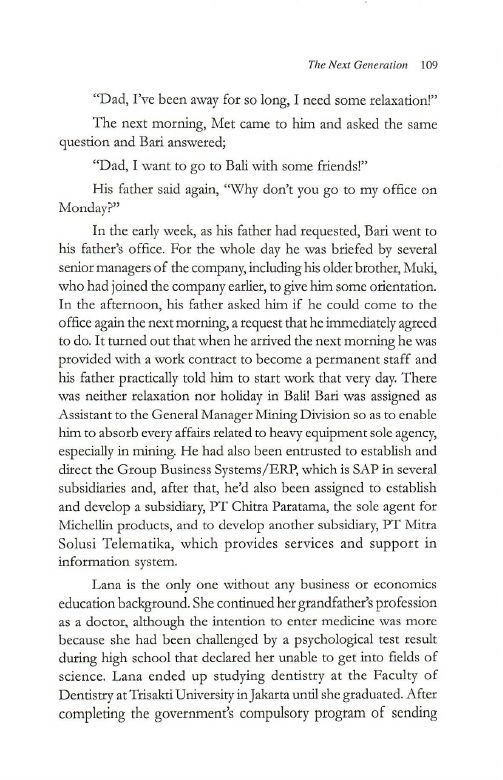 The Next Generation 109
“Dad, I’ve been away for so long, I need some relaxation!”
The next morning, Met came to him and asked the same
question and Bari answered;
“Dad, I want to go to Bali with some friends!”
His father said again, “Why don’t you go to my office on
Monday?”
In the early week, as his father had requested, Bari went to
his father’s office. For the whole day he was briefed by several
senior managers of the company, including his older brother, Muki,
who had joined the company earlier, to give him some orientation.
In the afternoon, his father asked him if he could come to the
office again the next morning, a request that he immediately agreed
to do. It turned out that when he arrived the next morning he was
provided with a work contract to become a permanent staff and
his father practically told him to start work that very day. There
was neither relaxation nor holiday in Bali! Bari was assigned as
Assistant to the General Manager Mining Division so as to enable
him to absorb every affairs related to heavy equipment sole agency,
especially in mining. He had also been entrusted to establish and
direct the Group Business Systems/ERP, which is SAP in several
subsidiaries and, after that, he’d also been assigned to establish
and develop a subsidiary, PT Chitra Paratama, the sole agent for
Michellin products, and to develop another subsidiary, PT Mitra
Solusi Telematika, which provides services and support in
information system.
Lana is the only one without any business or economics
education background. She continued her grandfather’s profession
as a doctor, although the intention to enter medicine was more
because she had been challenged by a psychological test result
during high school that declared her unable to get into fields of
science. Lana ended up studying dentistry at the Faculty of
Dentistry at Trisakti University in Jakarta until she graduated. After
completing the government’s compulsory program of sending